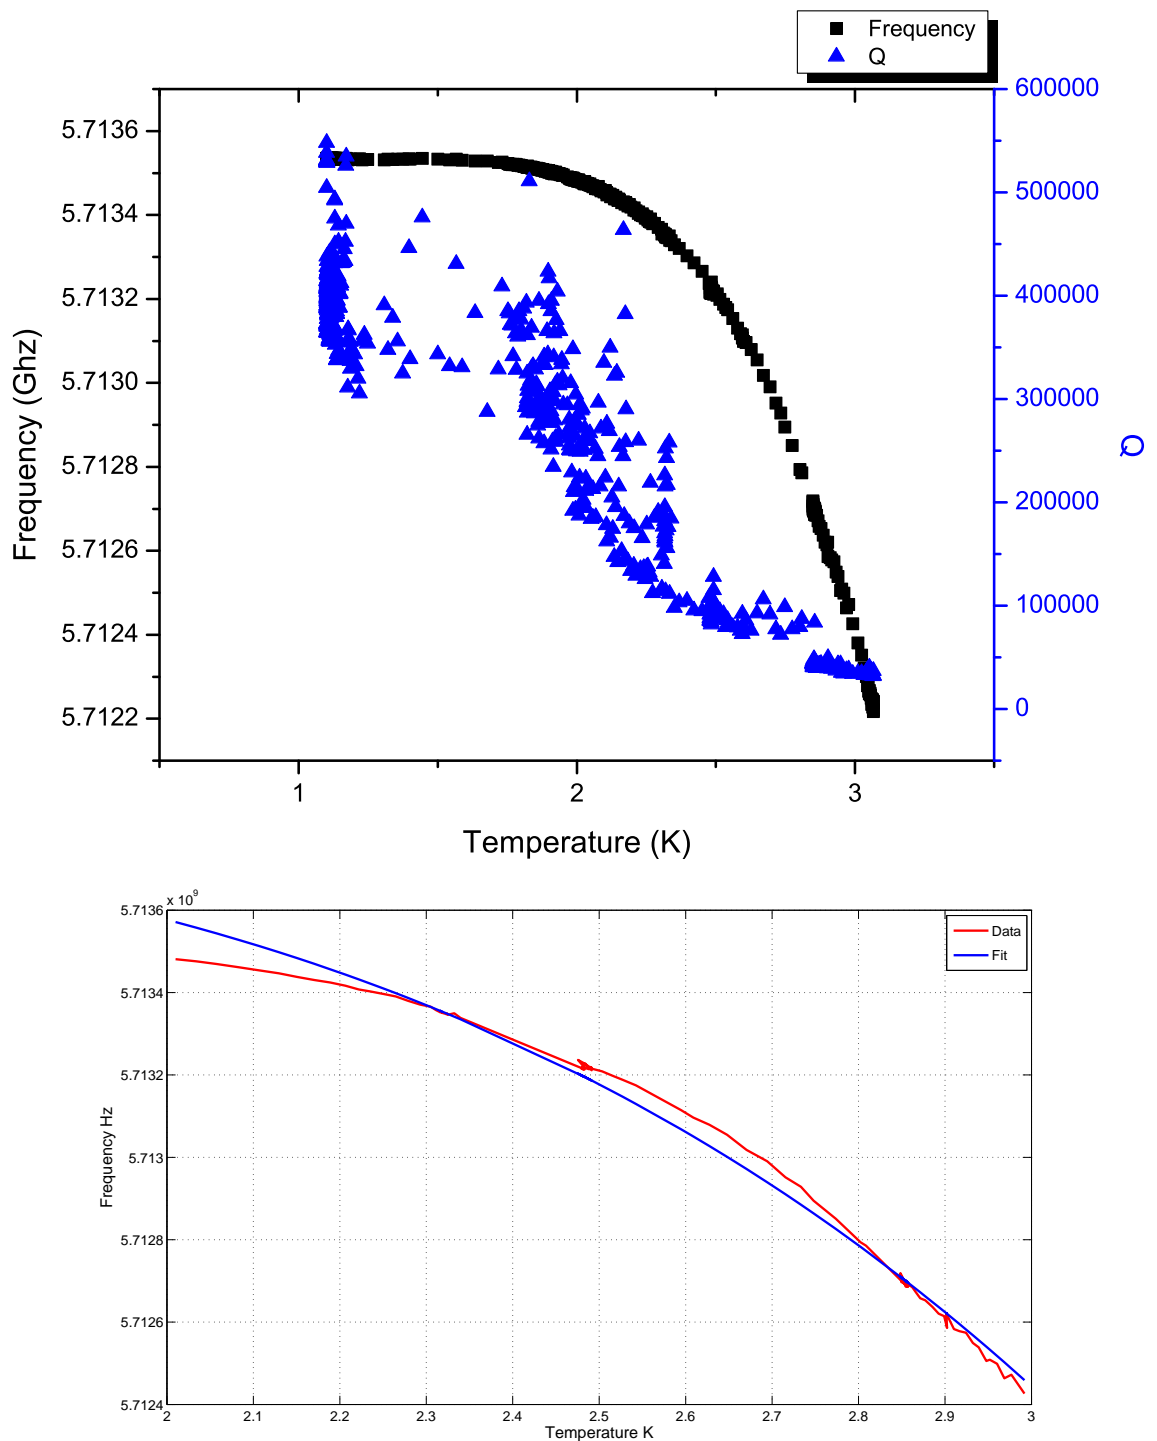 Frequency
Q
600000
500000
400000
300000
200000
100000
0
Q
5.7136
5.7134
5.7132
5.7130
5.7128
5.7126
5.7124
5.7122
Frequency (Ghz)
1 2 3
Temperature (K)
x 10^9
5.7136
5.7134
5.7132
5.713
5.7128
5.7126
5.7124
Frequency Hz
Data
Fit
2 2.1 2.2 2.3 2.4 2.5 2.6 2.7 2.8 2.9 3
Temperature K